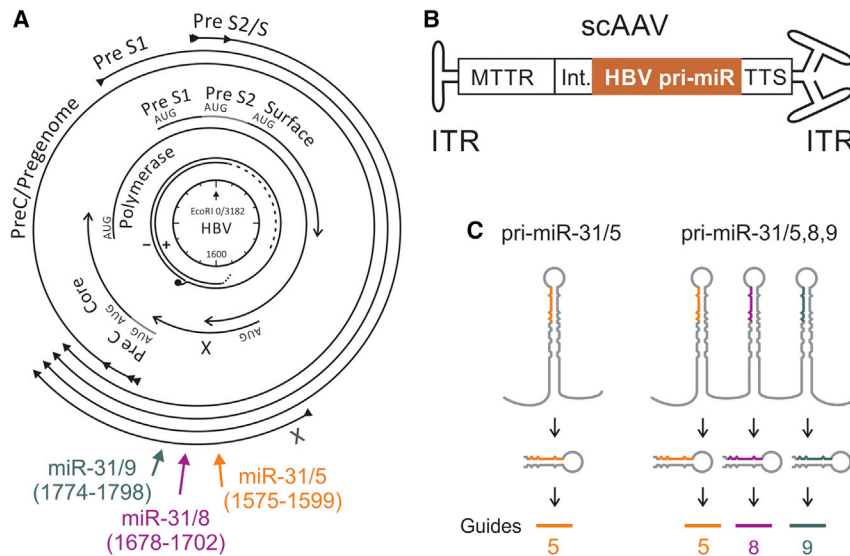 A
Pre S2/S
Pre S1
PreC/Pregenome
Pre S1
AUG
Pre S2
AUG
Surface
AUG
Polymerase
AUG
EcoRI 0/3182
HBV
1600
− +
Core
AUG
Pre C
AUG
X
AUG
X
miR-31/9
(1774-1798)
miR-31/8
(1678-1702)
miR-31/5
(1575-1599)
B
scAAV
MTTR Int. HBV pri-miR TTS
ITR ITR
C
pri-miR-31/5 pri-miR-31/5,8,9
Guides
5 5 8 9